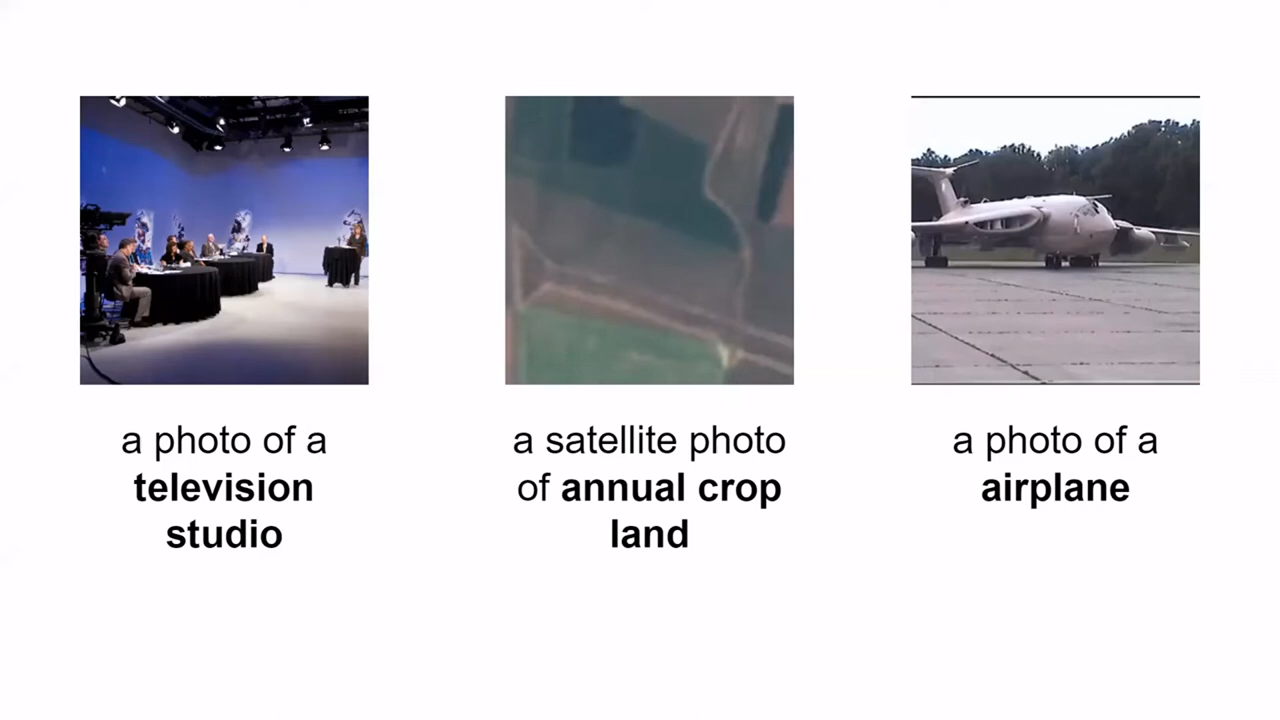 a photo of a
television
studio
a satellite photo
of annual crop
land
a photo of a
airplane